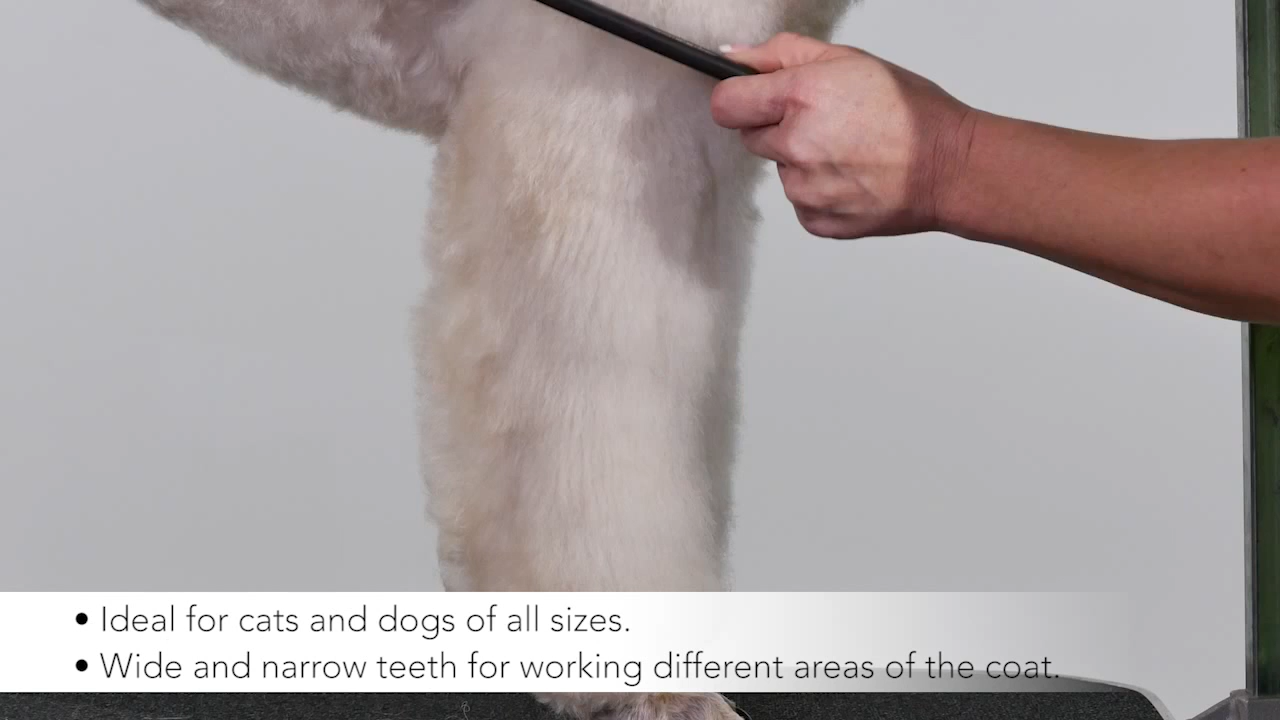 • Ideal for cats and dogs of all sizes.
• Wide and narrow teeth for working different areas of the coat.